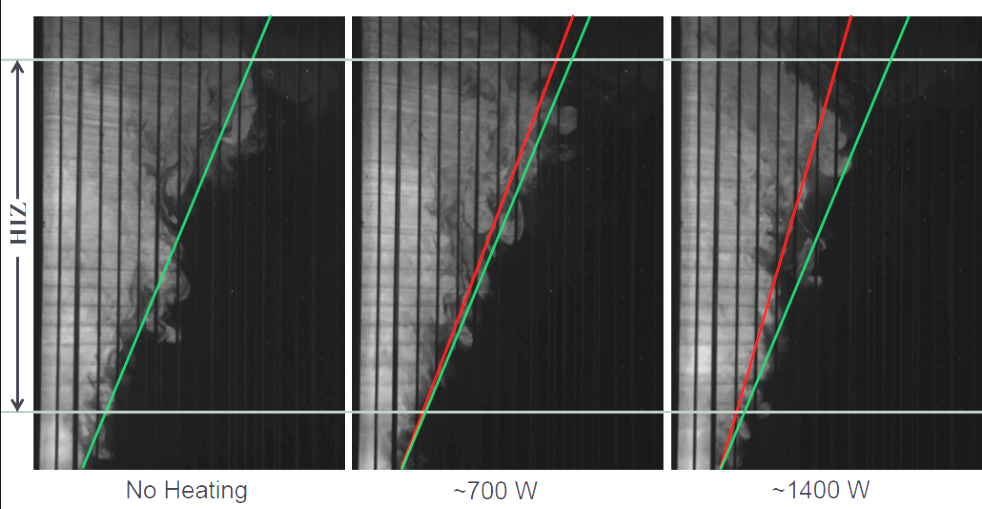 HIZ
No Heating
~700 W
~1400 W